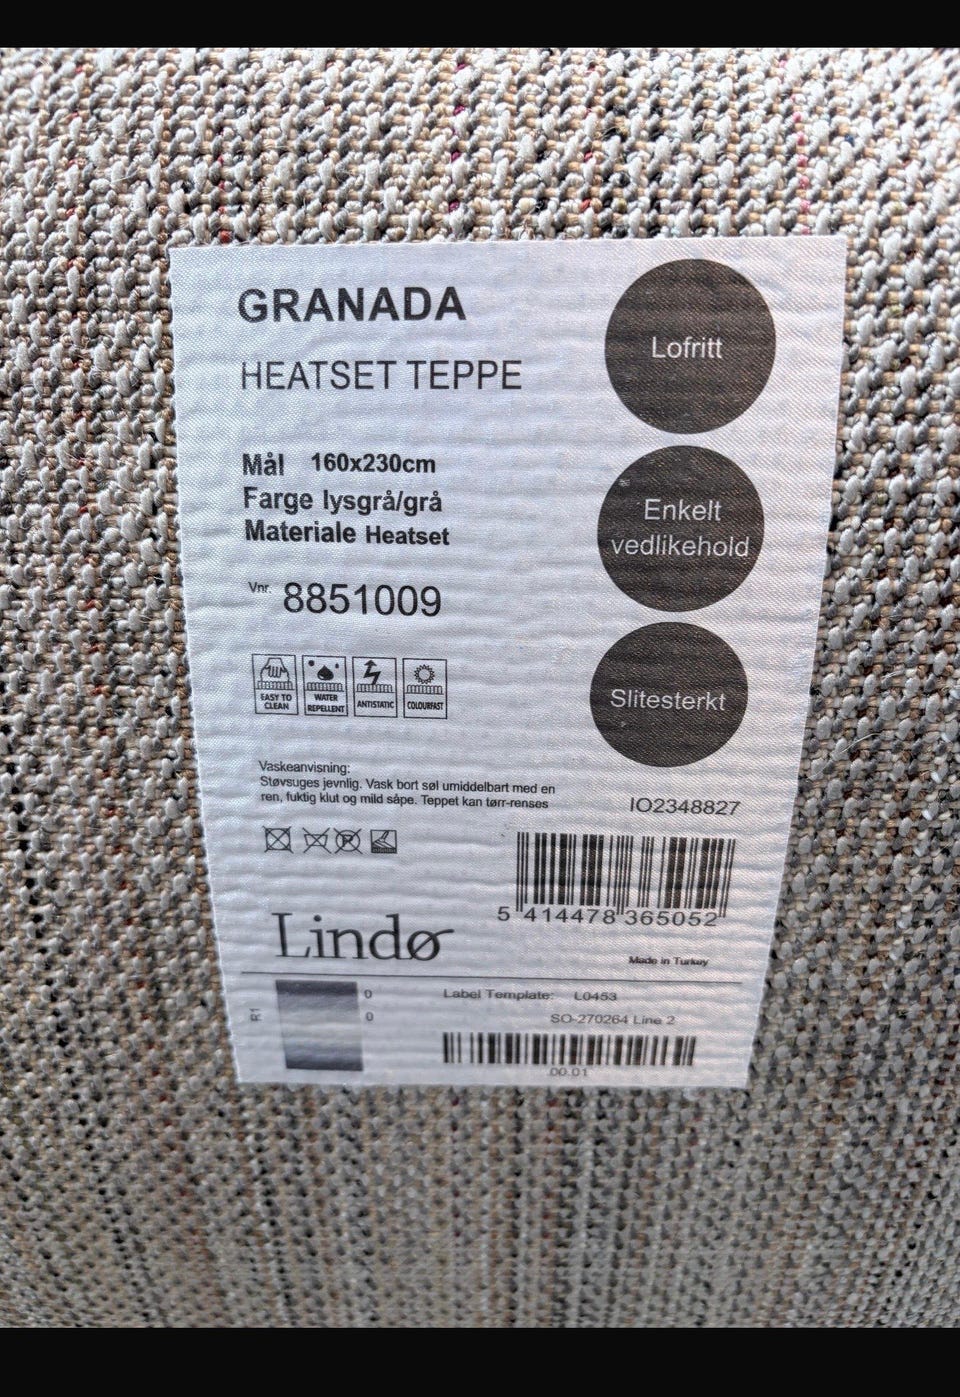 GRANADA
HEATSET TEPPE
Lofritt
Mål 160x230cm
Farge lysgrå/grå
Materiale Heatset
Enkelt
vedlikehold
Vnr. 8851009
Slitesterkt
EASY TO
CLEAN
WATER
REPELLENT
ANTISTATIC
COLOURFAST
Vaskeanvisning:
Støvsuges jevnlig. Vask bort søl umiddelbart med en
ren, fuktig klut og mild såpe. Teppet kan tørr-renses
IO2348827
5 414478 365052
Lindø
Made in Turkey
R1
0
0
Label Template: L0453
SO-270264 Line 2
00.01